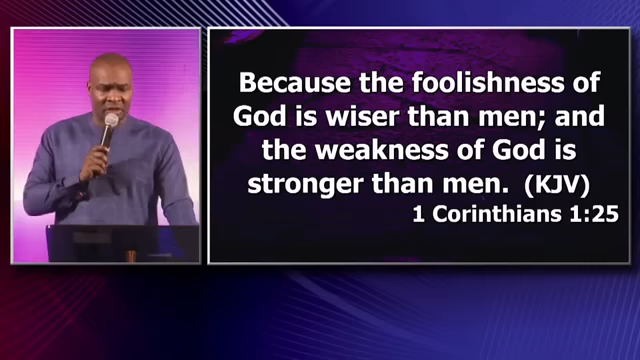 Because the foolishness of
God is wiser than men; and
the weakness of God is
stronger than men. (KJV)
1 Corinthians 1:25